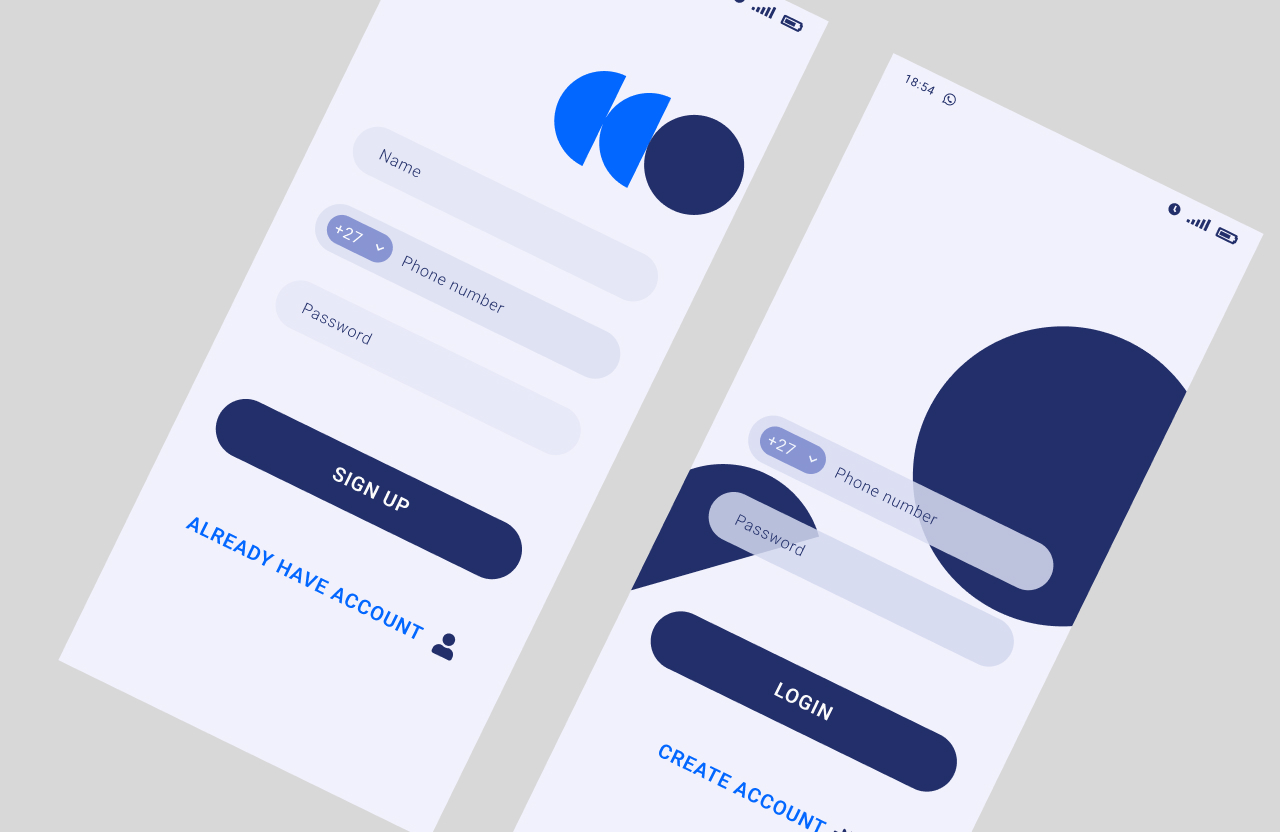 Name
+27 Phone number
Password
SIGN UP
ALREADY HAVE ACCOUNT
18:54
+27 Phone number
Password
LOGIN
CREATE ACCOUNT